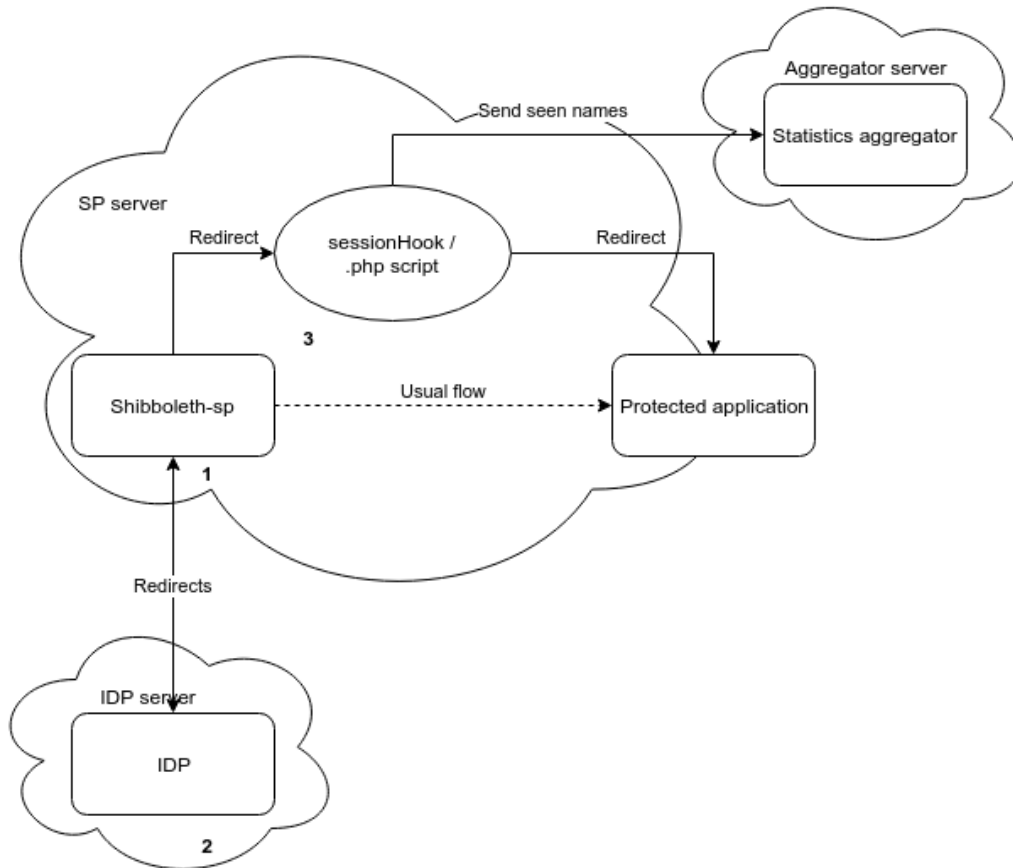 Aggregator server
Statistics aggregator
Send seen names
SP server
Redirect
sessionHook /
.php script
Redirect
3
Shibboleth-sp
Usual flow
Protected application
1
Redirects
IDP server
IDP
2